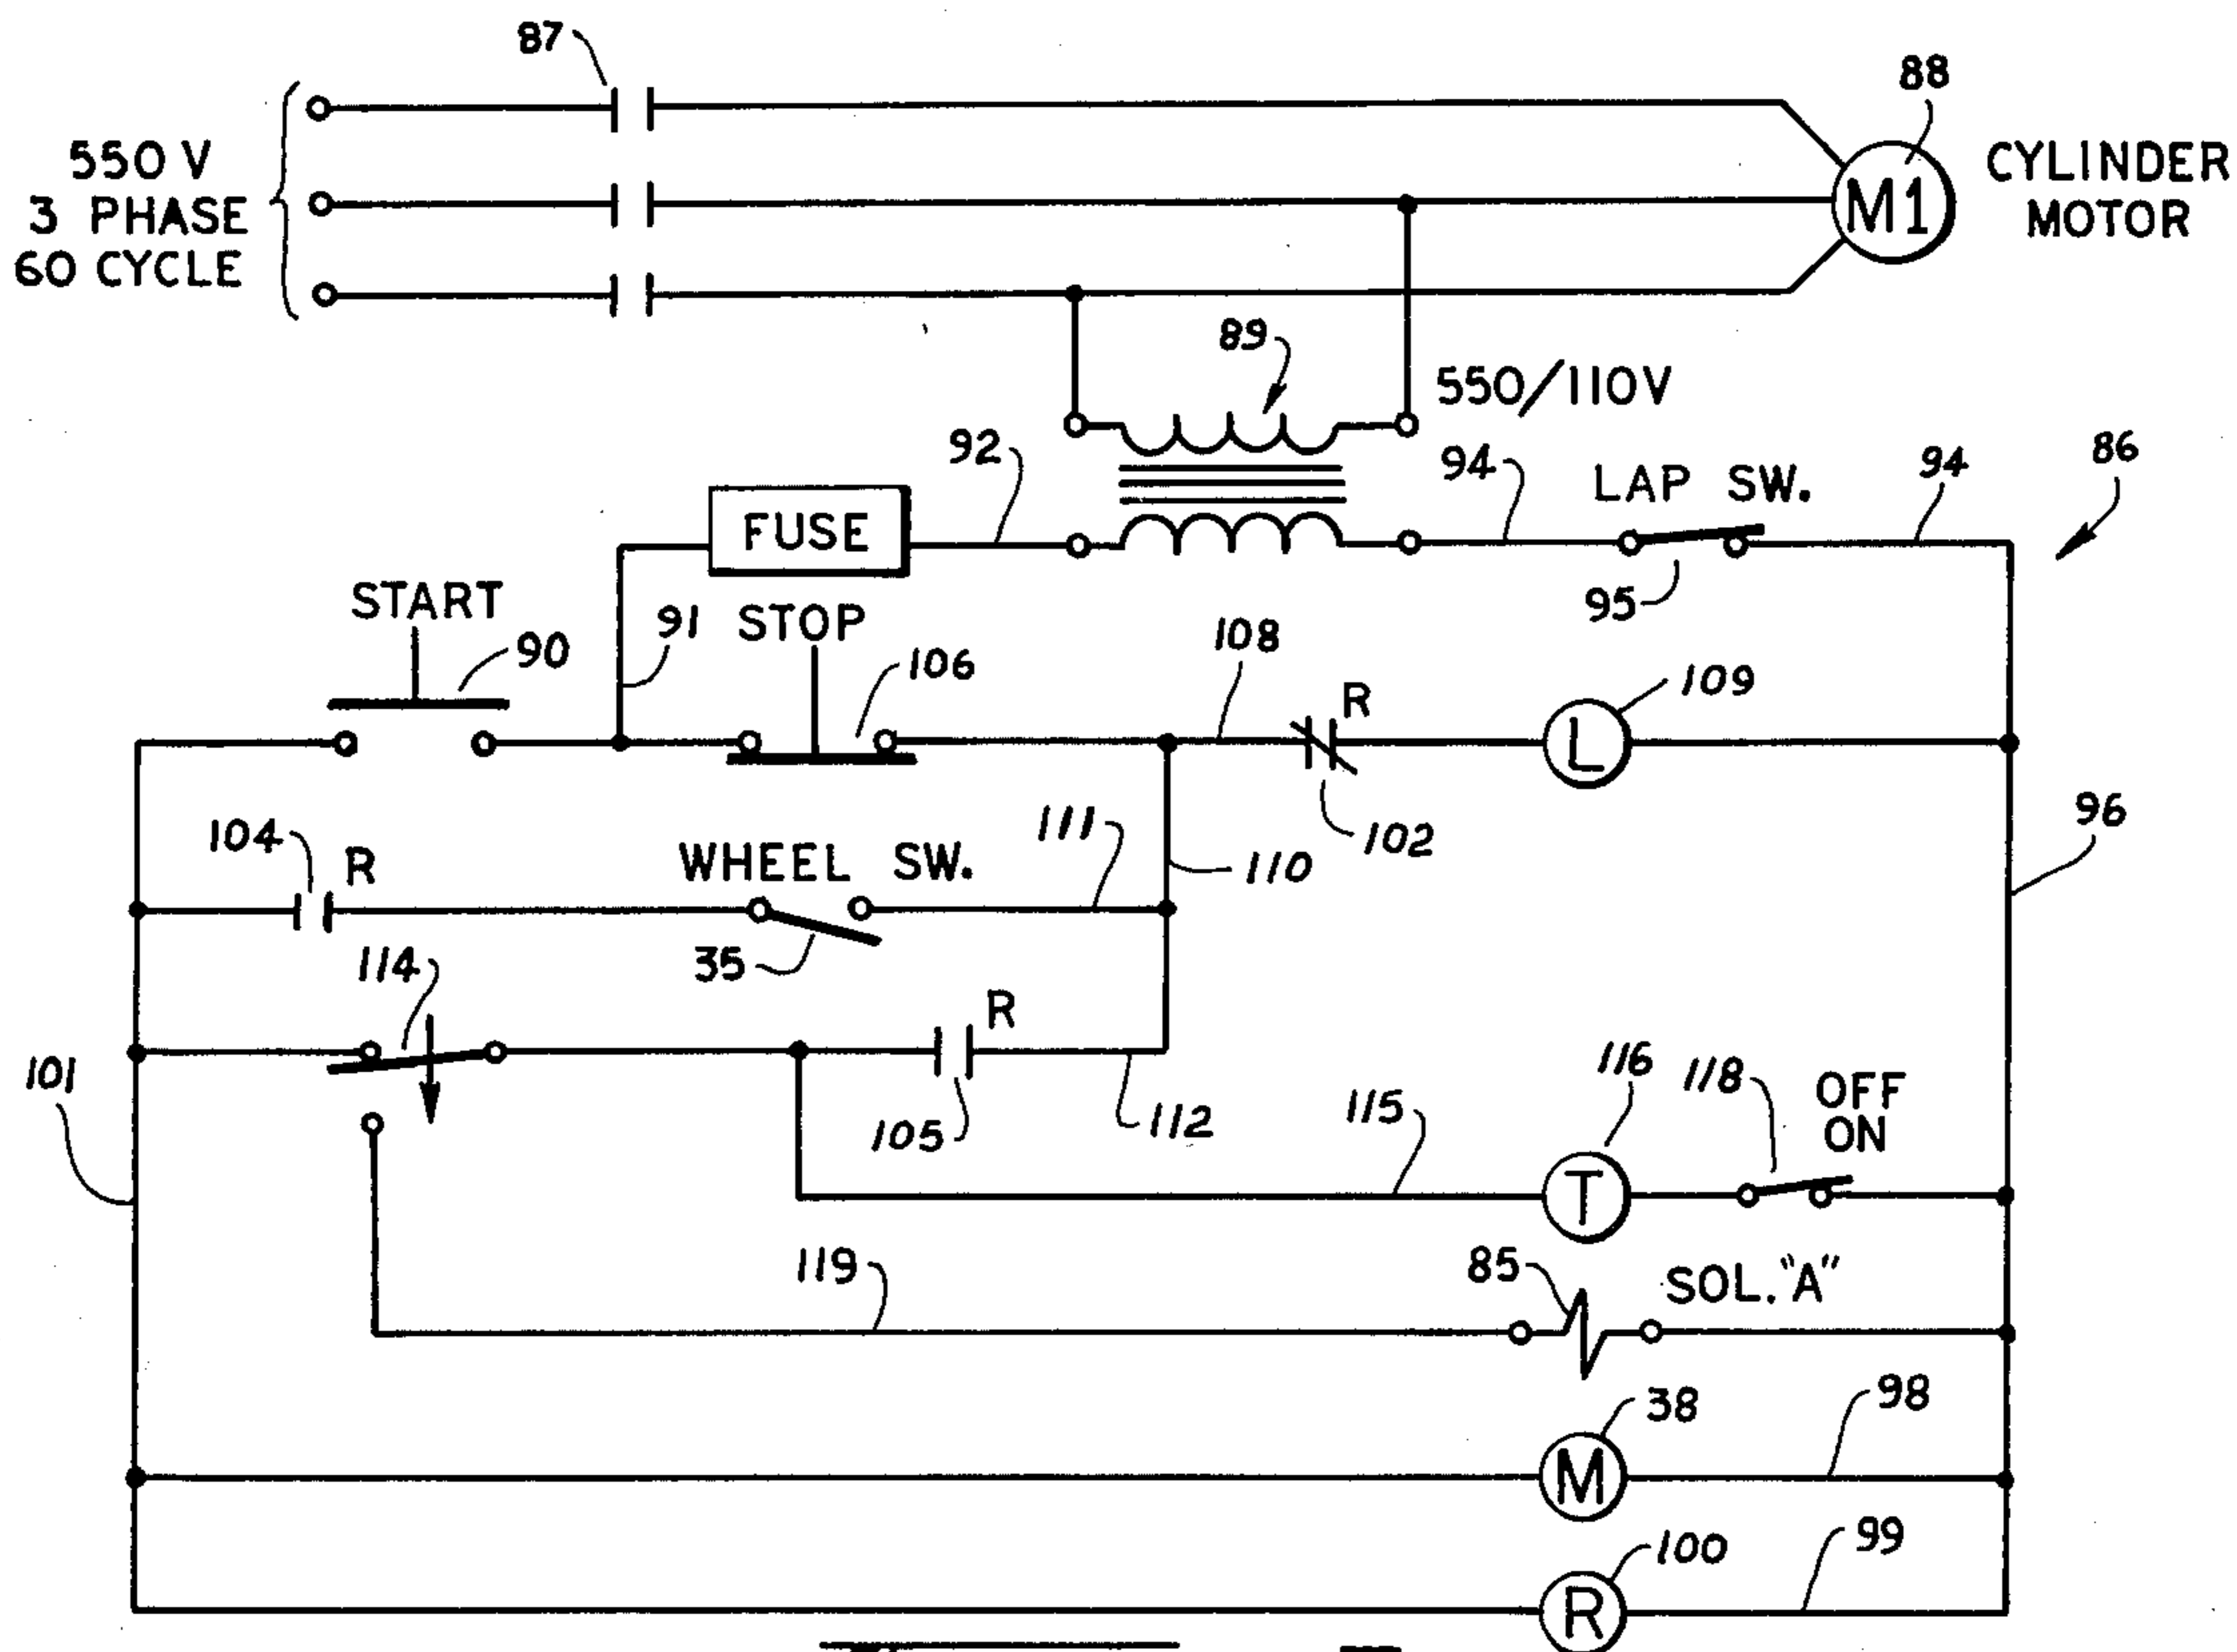 87
88
550 V
3 PHASE
60 CYCLE
M1
CYLINDER
MOTOR
89
550/110V
92
94
LAP SW.
94
86
FUSE
95
START
90
91
STOP
106
108
R
109
L
102
96
104
R
WHEEL SW.
111
110
35
114
R
101
105
112
115
116
118
OFF
ON
T
119
85
SOL. "A"
38
98
M
100
99
R